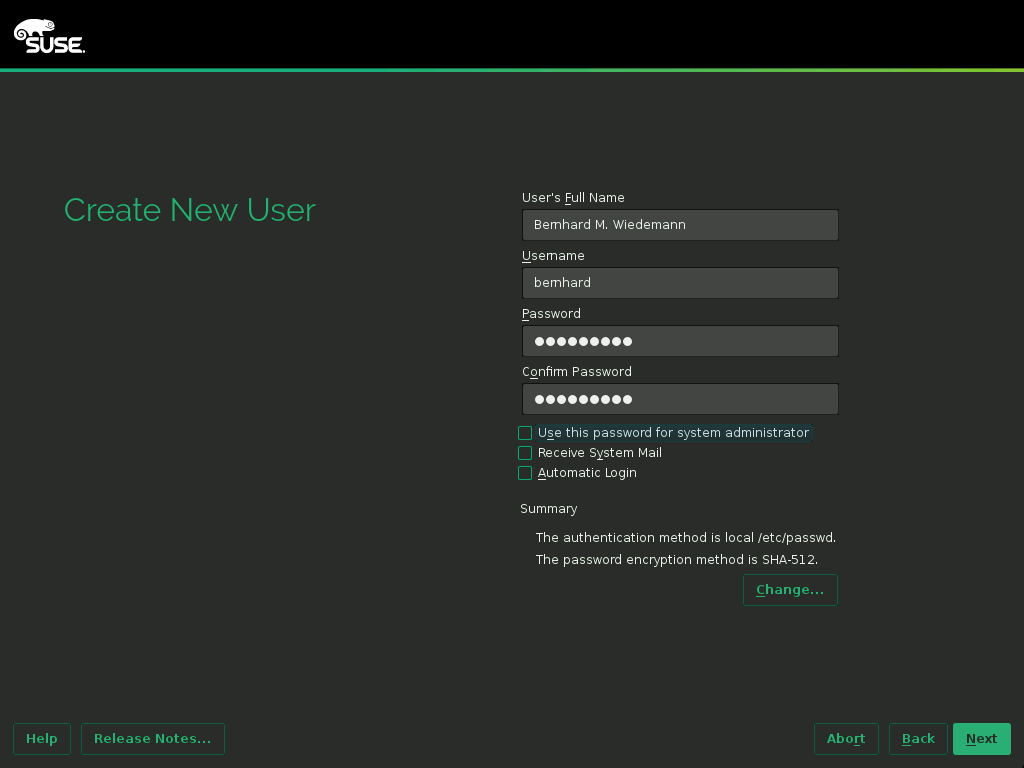 SUSE.
Create New User
User's Full Name
Bernhard M. Wiedemann
Username
bernhard
Password
●●●●●●●●●
Confirm Password
●●●●●●●●●
Use this password for system administrator
Receive System Mail
Automatic Login
Summary
The authentication method is local /etc/passwd.
The password encryption method is SHA-512.
Change...
Help Release Notes... Abort Back Next